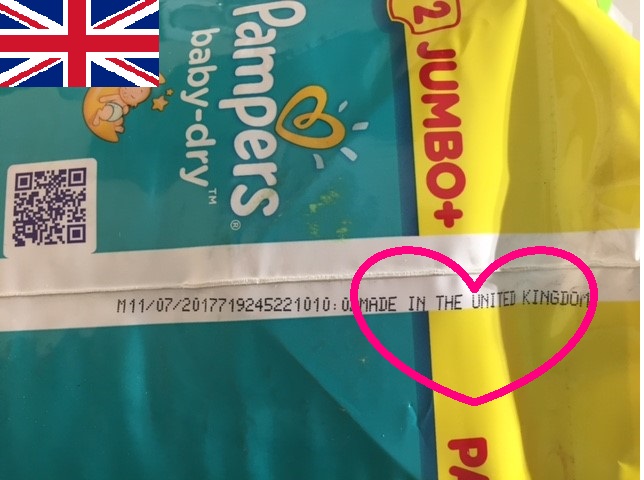 Pampers®
baby-dry™
2 JUMBO+
M11/07/2017719245221010:0 MADE IN THE UNITED KINGDOM
PA